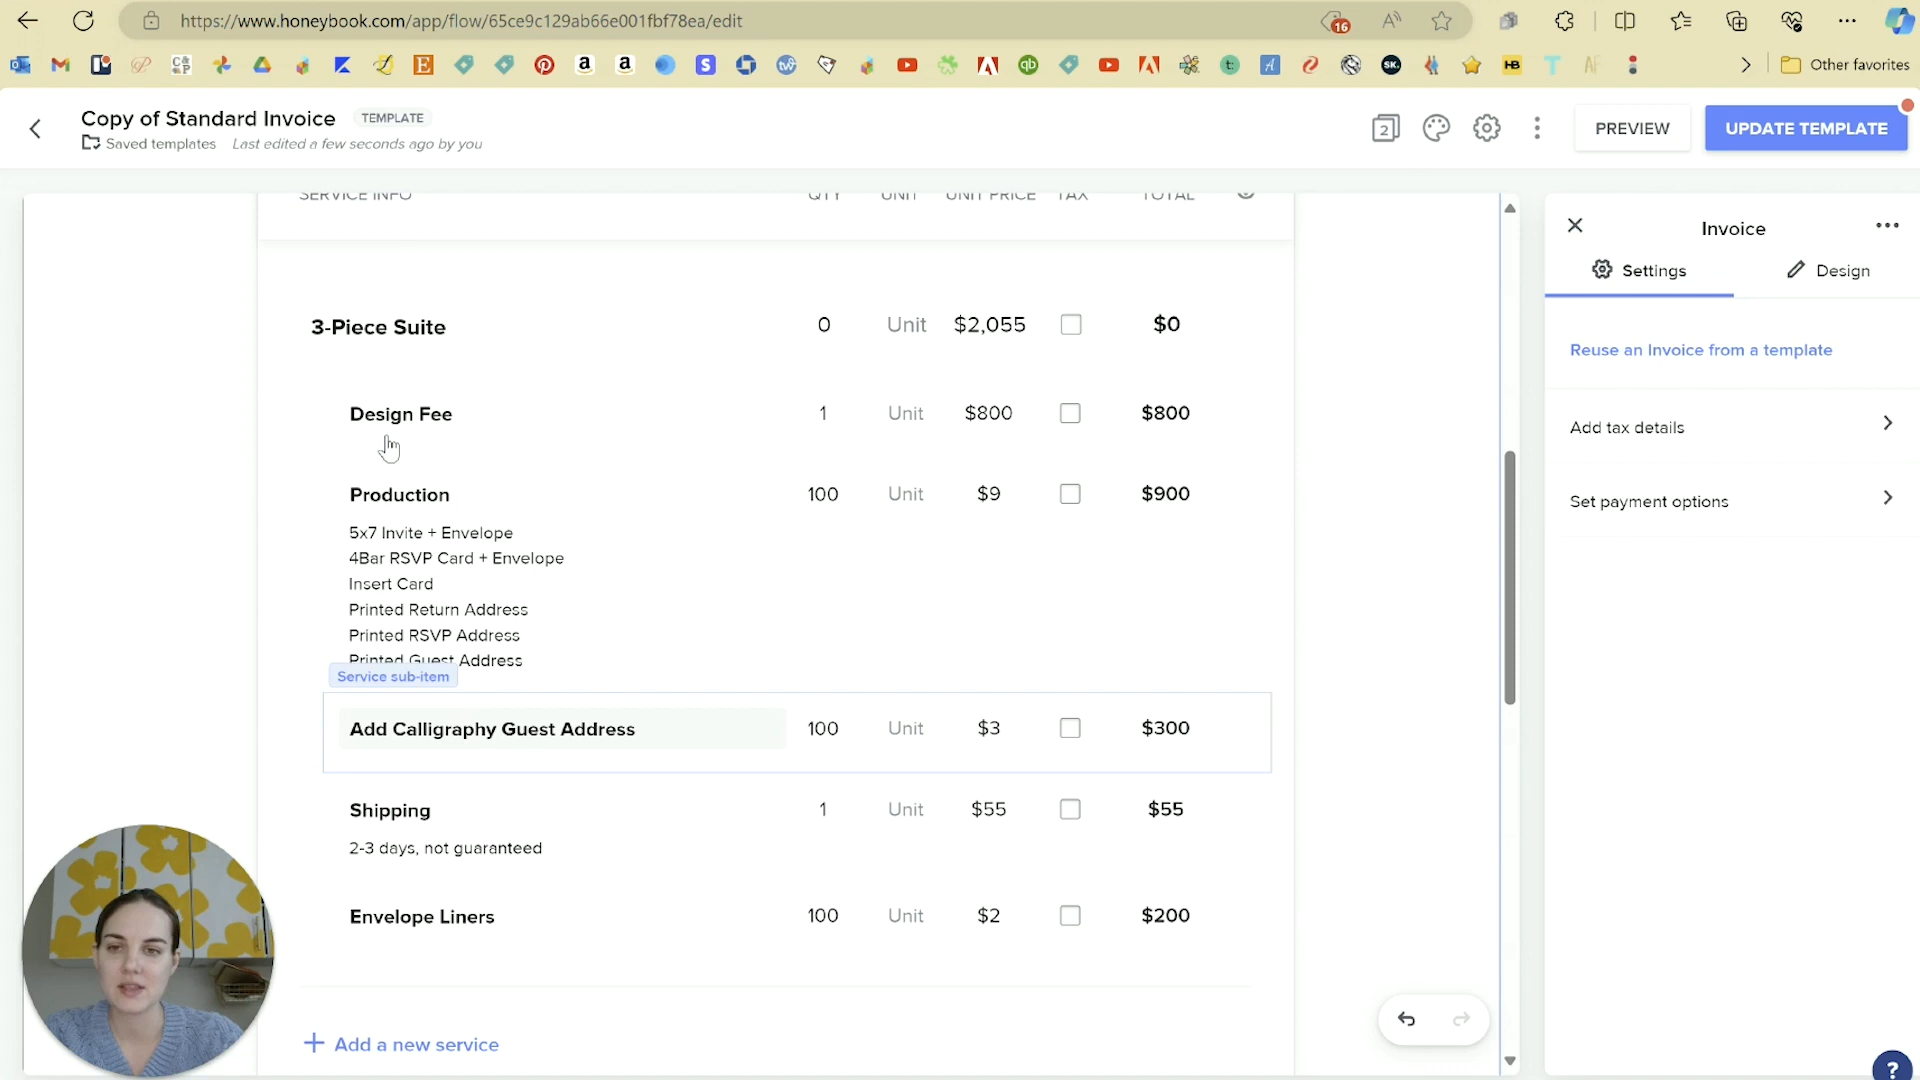 https://www.honeybook.com/app/flow/65ce9c129ab66e001fbf78ea/edit
16
Other favorites
Copy of Standard Invoice
TEMPLATE
Saved templates Last edited a few seconds ago by you
2
PREVIEW
UPDATE TEMPLATE
SERVICE INFO QTY UNIT UNIT PRICE TAX TOTAL
3-Piece Suite 0 Unit $2,055 $0
Design Fee 1 Unit $800 $800
Production 100 Unit $9 $900
5x7 Invite + Envelope
4Bar RSVP Card + Envelope
Insert Card
Printed Return Address
Printed RSVP Address
Printed Guest Address
Service sub-item
Add Calligraphy Guest Address 100 Unit $3 $300
Shipping 1 Unit $55 $55
2-3 days, not guaranteed
Envelope Liners 100 Unit $2 $200
Add a new service
Invoice
Settings Design
Reuse an Invoice from a template
Add tax details
Set payment options
?